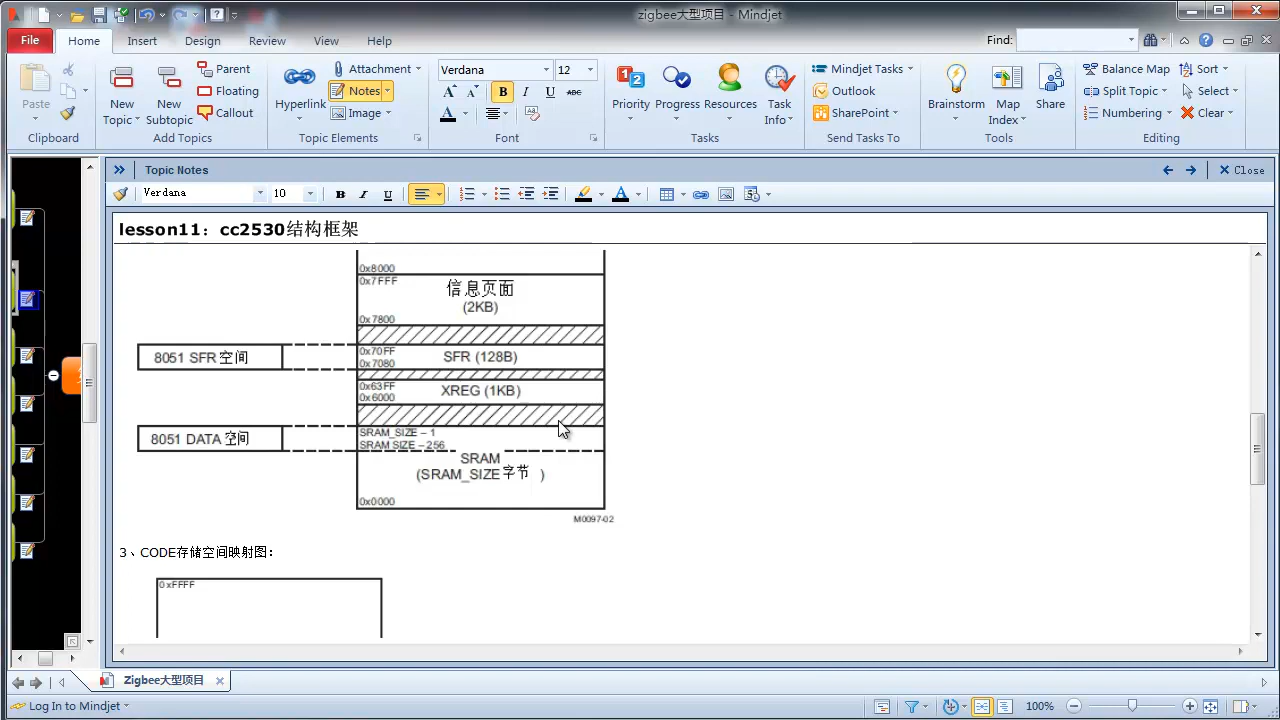 zigbee大型项目 - Mindjet
File Home Insert Design Review View Help Find:
Paste
Clipboard
New Topic
New Subtopic
Parent
Floating
Callout
Add Topics
Hyperlink
Attachment
Notes
Image
Topic Elements
Verdana 12
B I U ABC
A
Font
Priority
Progress
Resources
Task Info
Tasks
Mindjet Tasks
Outlook
SharePoint
Send Tasks To
Brainstorm
Map Index
Share
Tools
Balance Map
Split Topic
Numbering
Sort
Select
Clear
Editing
Topic Notes
Close
Verdana 10 B I U A
lesson11：cc2530结构框架
0x8000
0x7FFF
信息页面
(2KB)
0x7800
8051 SFR 空间
0x70FF
SFR (128B)
0x7080
0x63FF
XREG (1KB)
0x6000
8051 DATA 空间
SRAM_SIZE – 1
SRAM SIZE – 256
SRAM
(SRAM_SIZE字节 )
0x0000
M0097-02
3、CODE存储空间映射图：
0xFFFF
Zigbee大型项目
Log In to Mindjet
100%